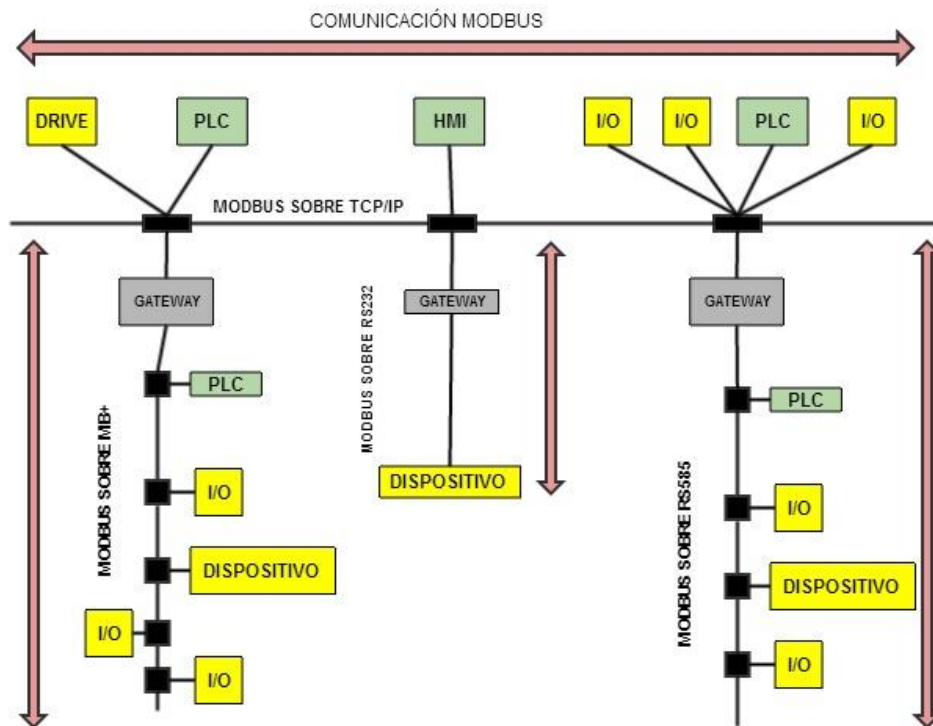 COMUNICACIÓN MODBUS
DRIVE
PLC
HMI
I/O
I/O
PLC
I/O
MODBUS SOBRE TCP/IP
GATEWAY
GATEWAY
GATEWAY
MODBUS SOBRE RS232
PLC
PLC
MODBUS SOBRE MB+
MODBUS SOBRE RS585
I/O
DISPOSITIVO
I/O
DISPOSITIVO
DISPOSITIVO
I/O
I/O
I/O